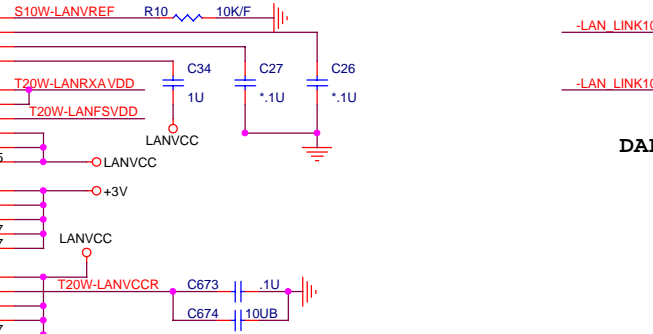 S10W-LANVREF R10 10K/F
-LAN_LINK10
C34 C27 C26
T20W-LANRXAVDD
-LAN_LINK10
1U *.1U *.1U
T20W-LANFSVDD
LANVCC
DA
LANVCC
+3V
LANVCC
T20W-LANVCCR C673 .1U
C674 10UB